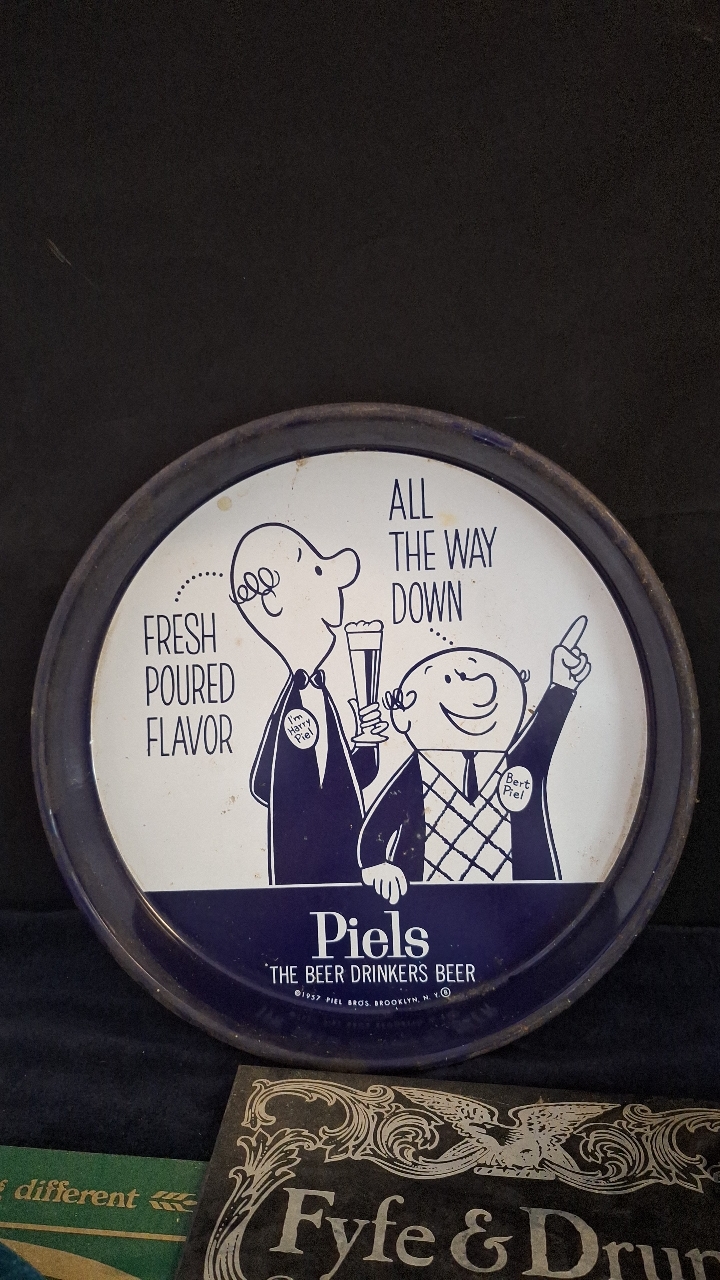 ALL
THE WAY
DOWN
FRESH
POURED
FLAVOR
I'm
Harry
Piel
Bert
Piel
Piels
THE BEER DRINKERS BEER
©1957 PIEL BROS. BROOKLYN, N.Y. ®
different
Fyfe & Drum